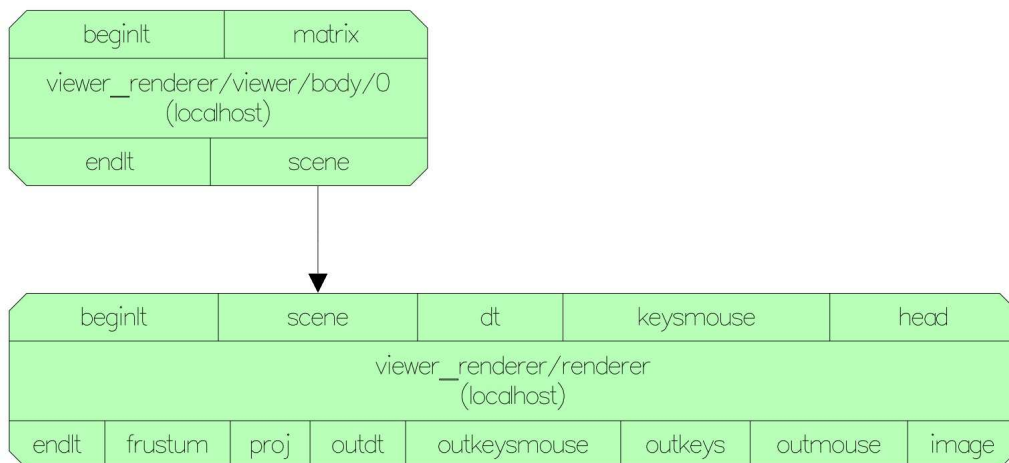 beginIt matrix
viewer_renderer/viewer/body/0
(localhost)
endIt scene
beginIt scene dt keysmouse head
viewer_renderer/renderer
(localhost)
endIt frustum proj outdt outkeysmouse outkeys outmouse image